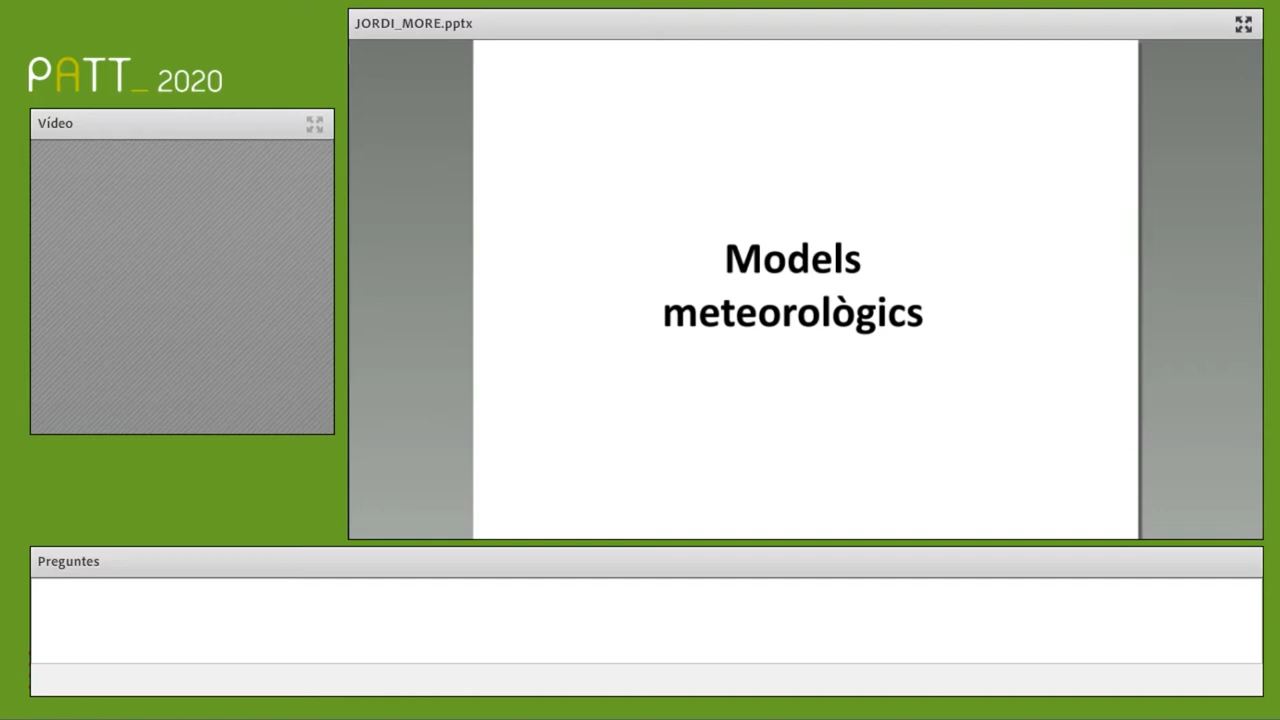 JORDI_MORE.pptx
PATT_ 2020
Vídeo
Models
meteorològics
Preguntes